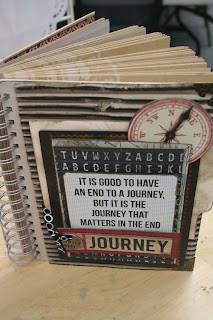 TUVWXYZABCDE
ABCDEFGHIJKL
IT IS GOOD TO HAVE
AN END TO A JOURNEY,
BUT IT IS THE
JOURNEY THAT
MATTERS IN THE END
JOURNEY